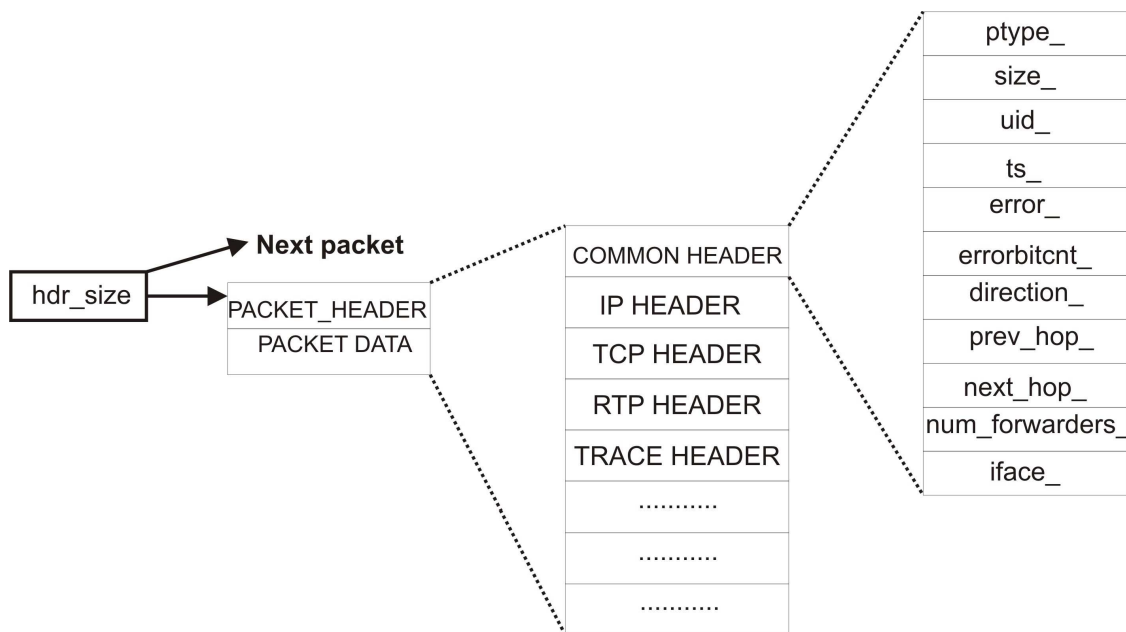 Next packet
hdr_size
PACKET_HEADER
PACKET DATA
COMMON HEADER
IP HEADER
TCP HEADER
RTP HEADER
TRACE HEADER
...........
...........
...........
ptype_
size_
uid_
ts_
error_
errorbitcnt_
direction_
prev_hop_
next_hop_
num_forwarders_
iface_